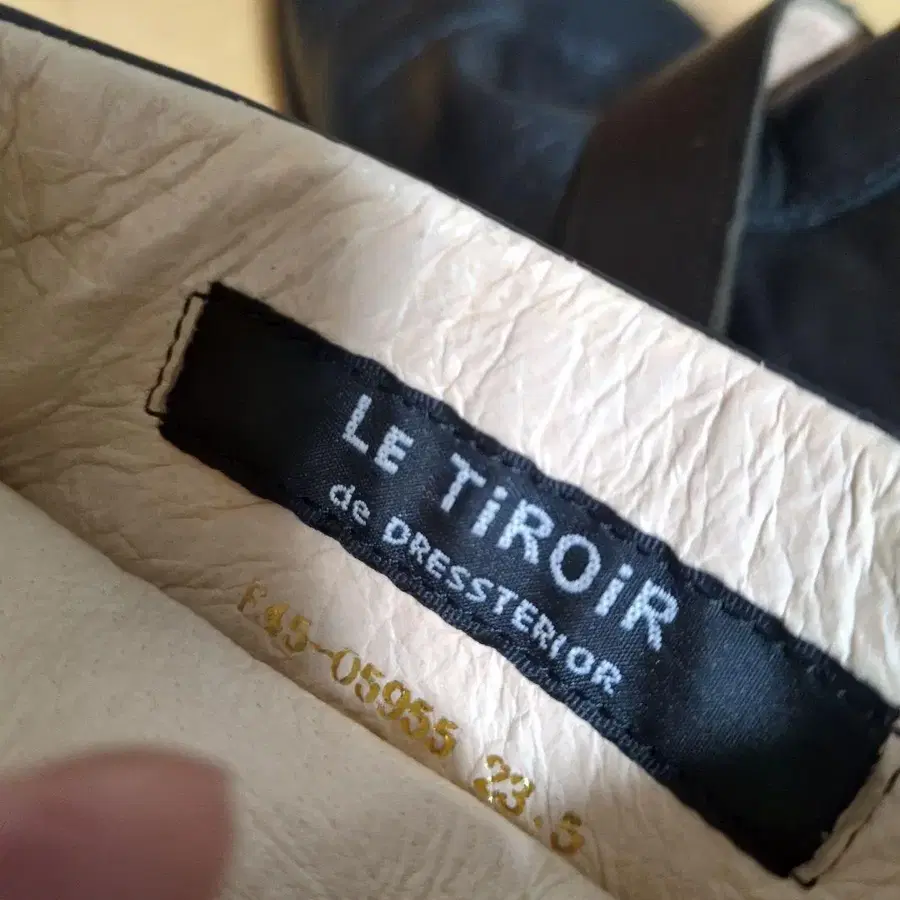 LE TiROiR
de DRESSTERIOR
F45-05955 23.5